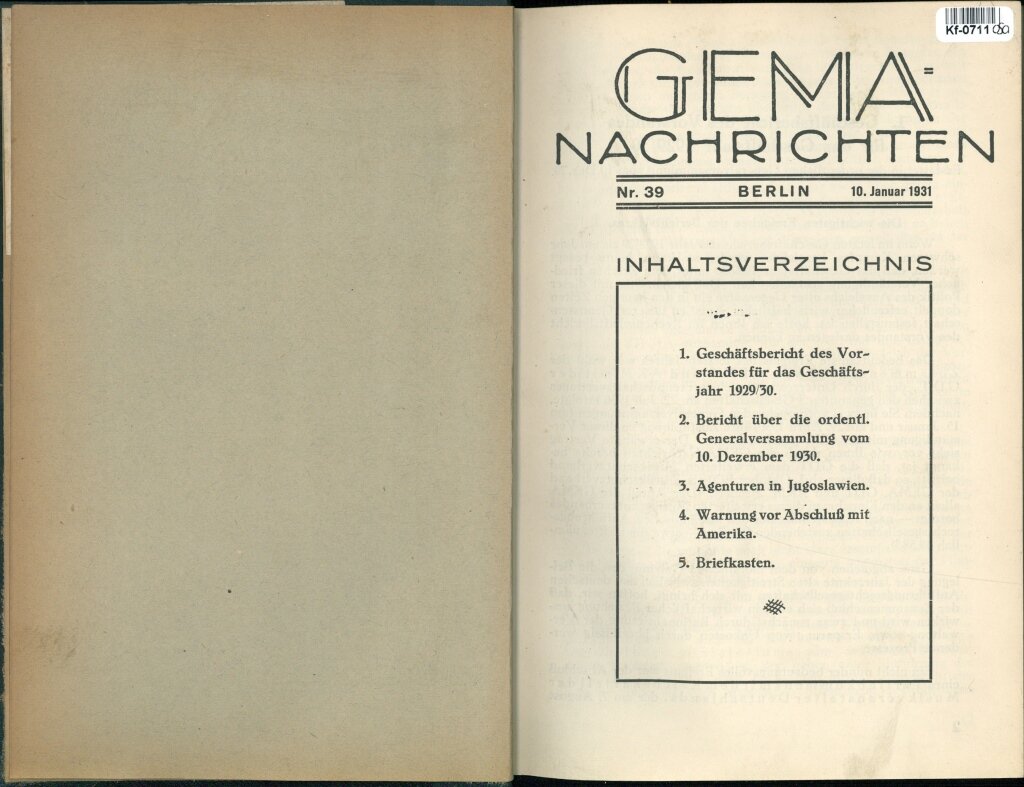 Kf-0711
GEMA=
NACHRICHTEN
Nr. 39 BERLIN 10. Januar 1931
INHALTSVERZEICHNIS
1. Geschäftsbericht des Vor-
standes für das Geschäfts-
jahr 1929/30.
2. Bericht über die ordentl.
Generalversammlung vom
10. Dezember 1930.
3. Agenturen in Jugoslawien.
4. Warnung vor Abschluß mit
Amerika.
5. Briefkasten.